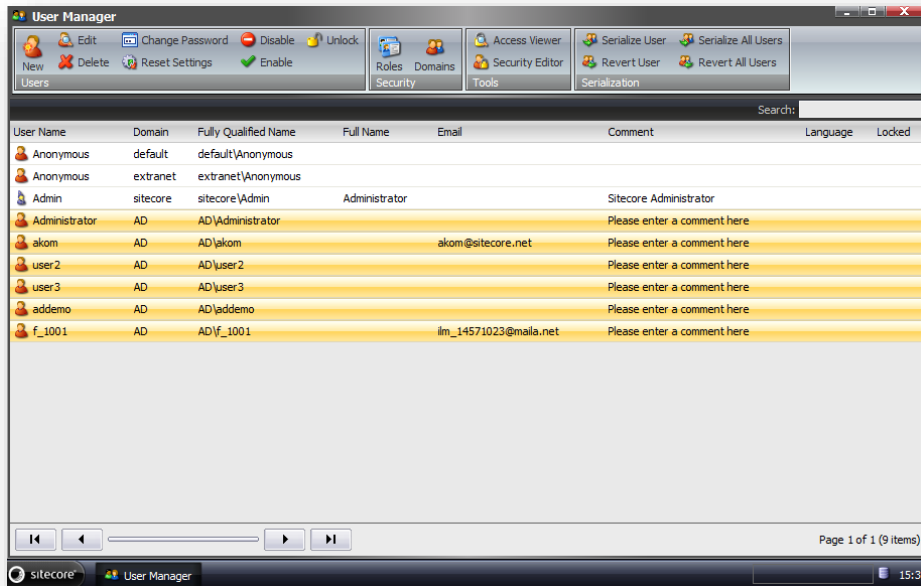 User Manager
New
Edit
Delete
Change Password
Reset Settings
Disable
Enable
Unlock
Users
Roles
Domains
Security
Access Viewer
Security Editor
Tools
Serialize User
Revert User
Serialize All Users
Revert All Users
Serialization
Search:
User Name Domain Fully Qualified Name Full Name Email Comment Language Locked
Anonymous default default\Anonymous
Anonymous extranet extranet\Anonymous
Admin sitecore sitecore\Admin Administrator Sitecore Administrator
Administrator AD AD\Administrator Please enter a comment here
akom AD AD\akom akom@sitecore.net Please enter a comment here
user2 AD AD\user2 Please enter a comment here
user3 AD AD\user3 Please enter a comment here
addemo AD AD\addemo Please enter a comment here
f_1001 AD AD\f_1001 ilm_14571023@maila.net Please enter a comment here
Page 1 of 1 (9 items)
sitecore User Manager 15:3